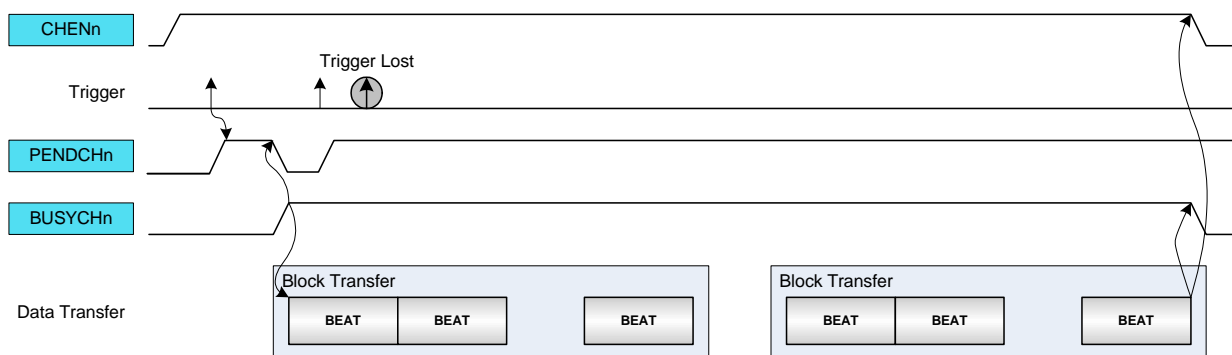 CHENn
Trigger Lost
Trigger
PENDCHn
BUSYCHn
Block Transfer
Block Transfer
Data Transfer
BEAT
BEAT
BEAT
BEAT
BEAT
BEAT